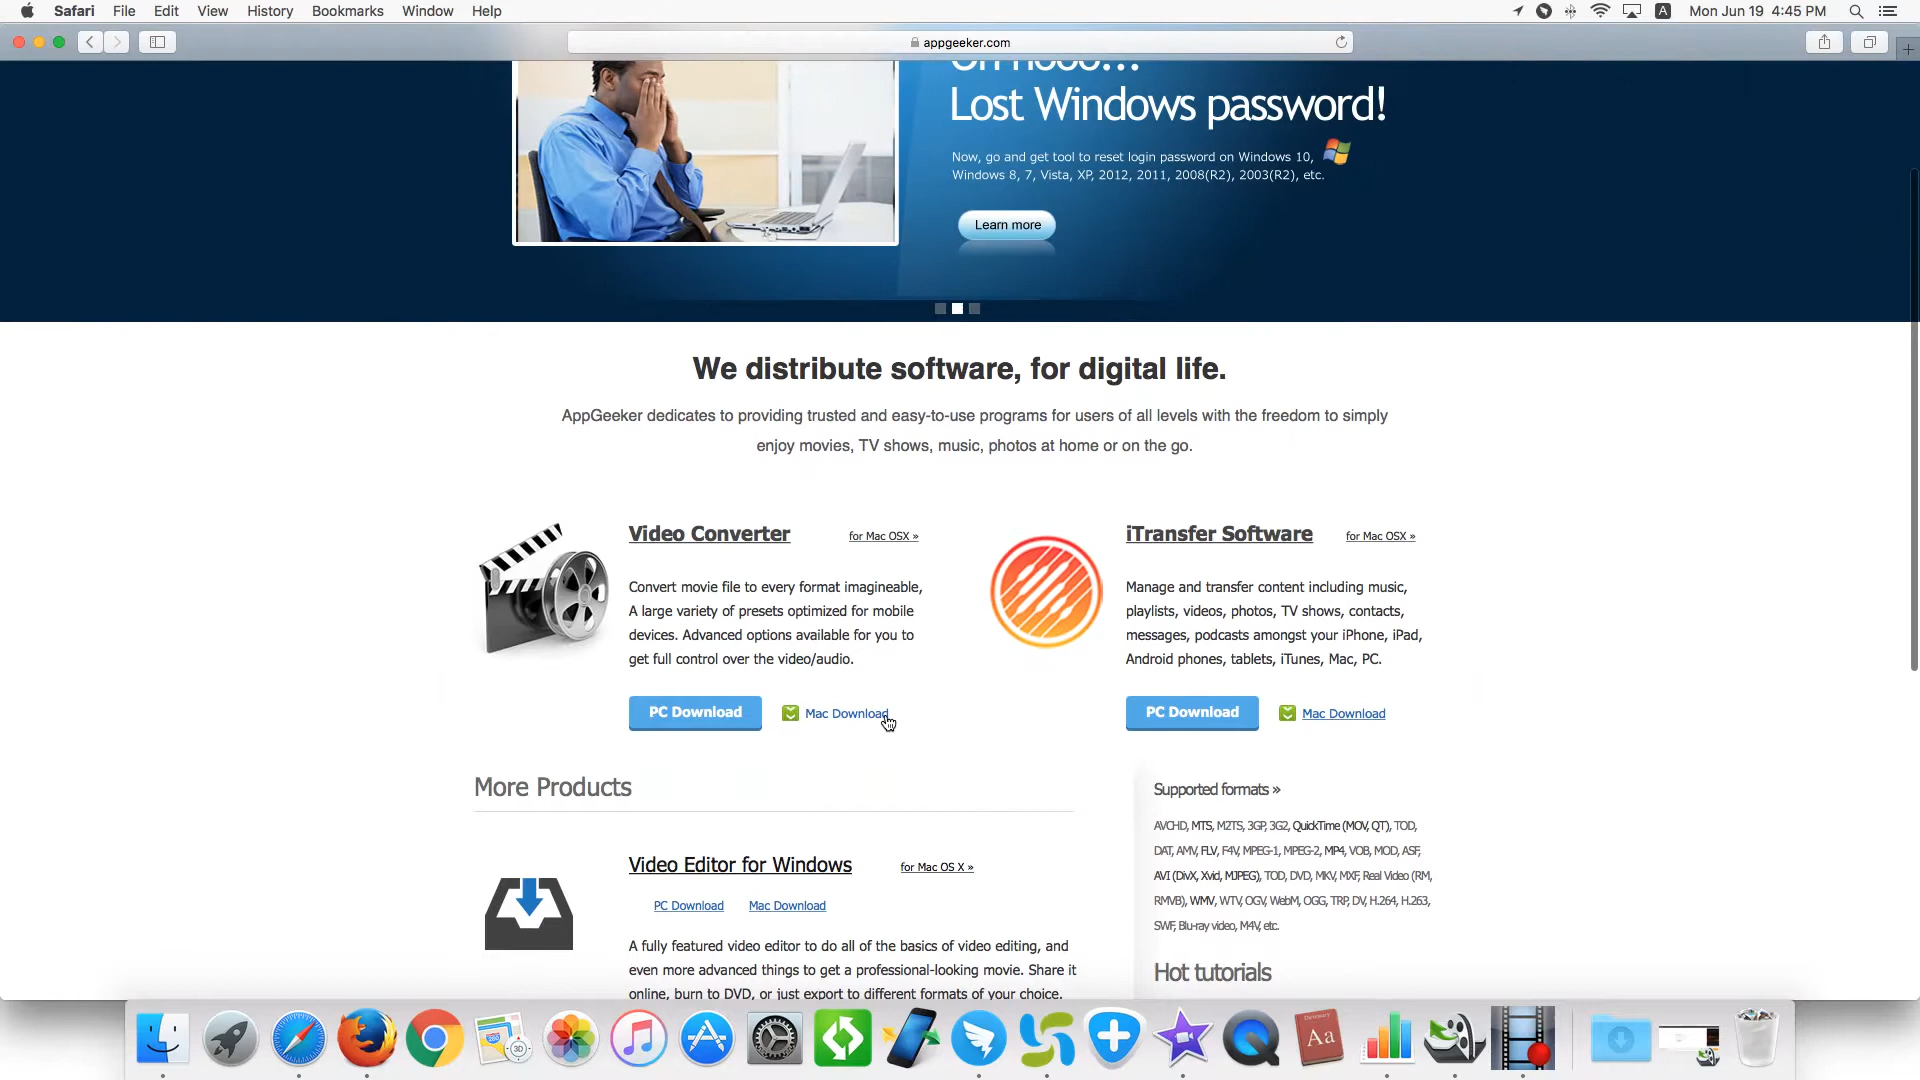 Safari File Edit View History Bookmarks Window Help
A Mon Jun 19 4:45 PM
appgeeker.com
Oh nooo...
Lost Windows password!
Now, go and get tool to reset login password on Windows 10,
Windows 8, 7, Vista, XP, 2012, 2011, 2008(R2), 2003(R2), etc.
Learn more
We distribute software, for digital life.
AppGeeker dedicates to providing trusted and easy-to-use programs for users of all levels with the freedom to simply
enjoy movies, TV shows, music, photos at home or on the go.
Video Converter for Mac OSX »
Convert movie file to every format imagineable,
A large variety of presets optimized for mobile
devices. Advanced options available for you to
get full control over the video/audio.
PC Download Mac Download
iTransfer Software for Mac OSX »
Manage and transfer content including music,
playlists, videos, photos, TV shows, contacts,
messages, podcasts amongst your iPhone, iPad,
Android phones, tablets, iTunes, Mac, PC.
PC Download Mac Download
More Products
Video Editor for Windows for Mac OS X »
PC Download Mac Download
A fully featured video editor to do all of the basics of video editing, and
even more advanced things to get a professional-looking movie. Share it
online, burn to DVD, or just export to different formats of your choice.
Supported formats »
AVCHD, MTS, M2TS, 3GP, 3G2, QuickTime (MOV, QT), TOD,
DAT, AMV, FLV, F4V, MPEG-1, MPEG-2, MP4, VOB, MOD, ASF,
AVI (DivX, Xvid, MJPEG), TOD, DVD, MKV, MXF, Real Video (RM,
RMVB), WMV, WTV, OGV, WebM, OGG, TRP, DV, H.264, H.263,
SWF, Blu-ray video, M4V, etc.
Hot tutorials
280
3D
Dictionary
Aa